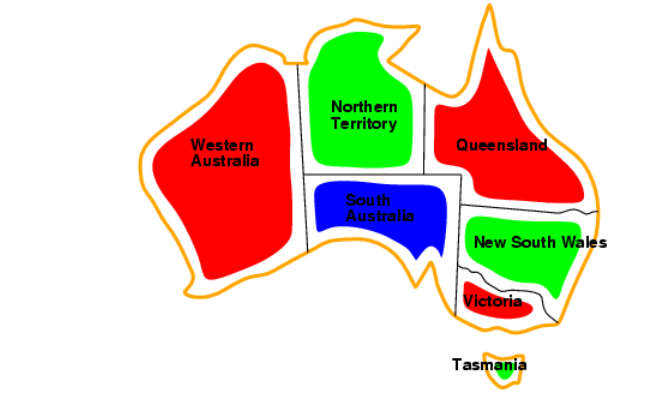 Northern
Territory
Western
Australia
Queensland
South
Australia
New South Wales
Victoria
Tasmania